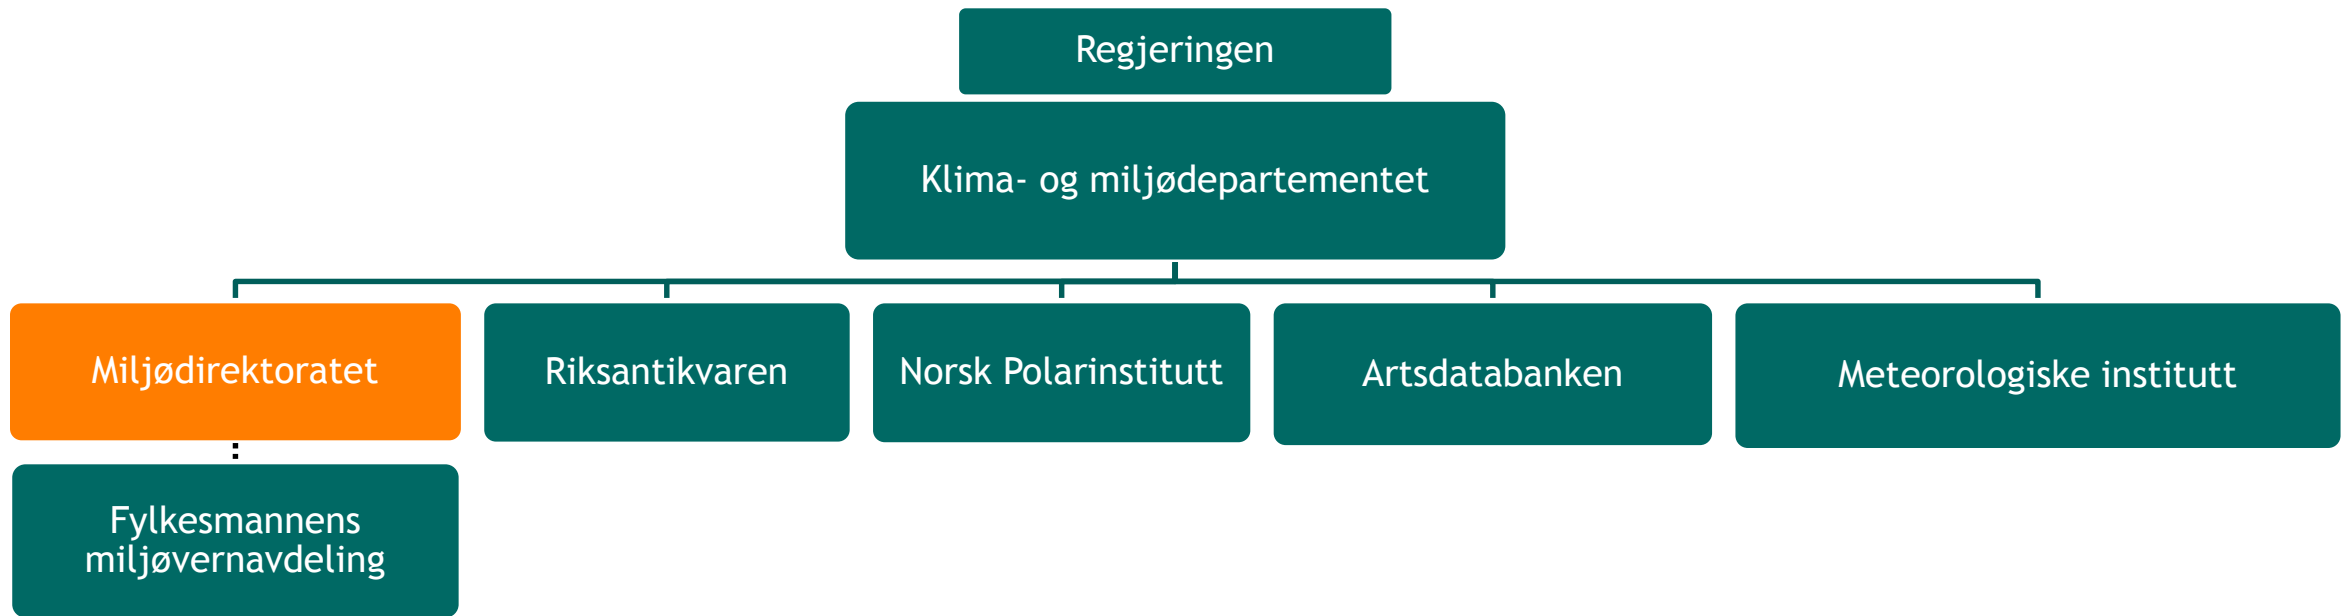 Regjeringen
Klima- og miljødepartementet
Miljødirektoratet
Riksantikvaren
Norsk Polarinstitutt
Artsdatabanken
Meteorologiske institutt
Fylkesmannens
miljøvernavdeling